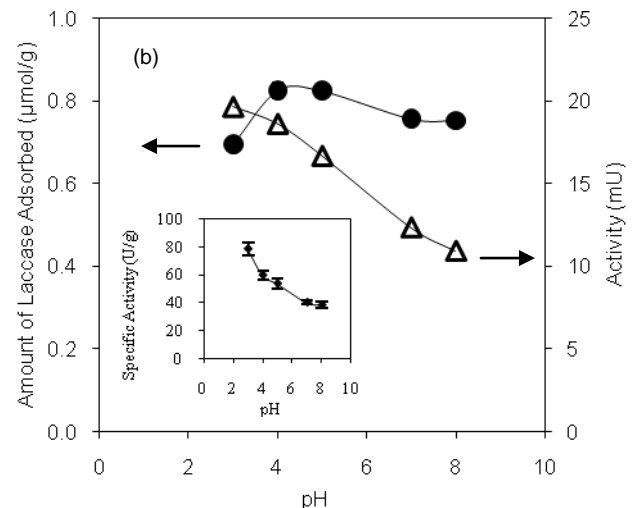 (b)
Amount of Laccase Adsorbed (μmol/g)
1.0
0.8
0.6
0.4
0.2
0.0
0 2 4 6 8 10
pH
25
20
15
10
5
0
Activity (mU)
Specific Activity (U/g)
100
80
60
40
20
0
0 2 4 6 8 10
pH